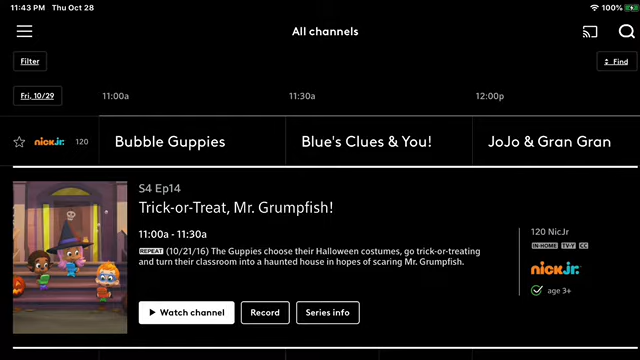 11:43 PM Thu Oct 28
100%
All channels
Filter
Find
Fri, 10/29
11:00a
11:30a
12:00p
nick jr.
120
Bubble Guppies
Blue's Clues & You!
JoJo & Gran Gran
S4 Ep14
Trick-or-Treat, Mr. Grumpfish!
11:00a - 11:30a
REPEAT (10/21/16) The Guppies choose their Halloween costumes, go trick-or-treating
and turn their classroom into a haunted house in hopes of scaring Mr. Grumpfish.
120 NicJr
IN-HOME TV-Y CC
nick jr.
age 3+
Watch channel
Record
Series info